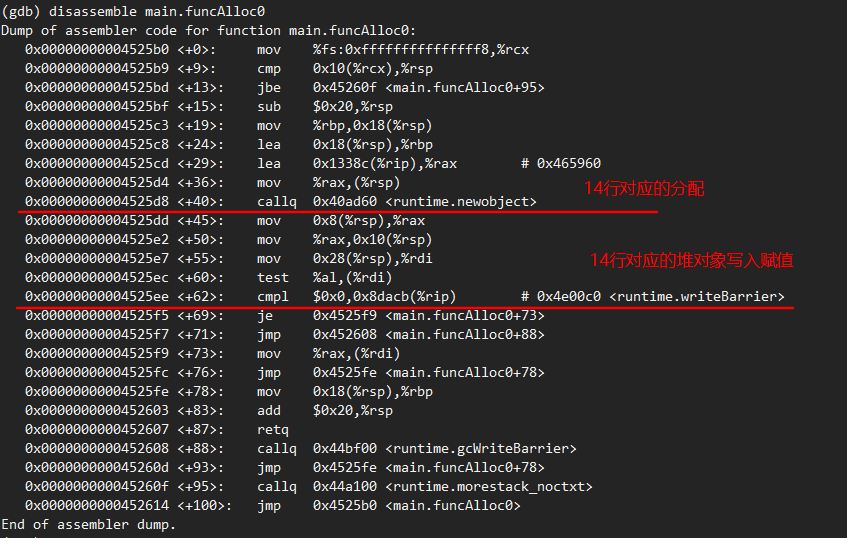 (gdb) disassemble main.funcAlloc0
Dump of assembler code for function main.funcAlloc0:
0x00000000004525b0 <+0>: mov %fs:0xfffffffffffffff8,%rcx
0x00000000004525b9 <+9>: cmp 0x10(%rcx),%rsp
0x00000000004525bd <+13>: jbe 0x45260f <main.funcAlloc0+95>
0x00000000004525bf <+15>: sub $0x20,%rsp
0x00000000004525c3 <+19>: mov %rbp,0x18(%rsp)
0x00000000004525c8 <+24>: lea 0x18(%rsp),%rbp
0x00000000004525cd <+29>: lea 0x1338c(%rip),%rax # 0x465960
0x00000000004525d4 <+36>: mov %rax,(%rsp) 14行对应的分配
0x00000000004525d8 <+40>: callq 0x40ad60 <runtime.newobject>
0x00000000004525dd <+45>: mov 0x8(%rsp),%rax
0x00000000004525e2 <+50>: mov %rax,0x10(%rsp)
0x00000000004525e7 <+55>: mov 0x28(%rsp),%rdi 14行对应的堆对象写入赋值
0x00000000004525ec <+60>: test %al,(%rdi)
0x00000000004525ee <+62>: cmpl $0x0,0x8dacb(%rip) # 0x4e00c0 <runtime.writeBarrier>
0x00000000004525f5 <+69>: je 0x4525f9 <main.funcAlloc0+73>
0x00000000004525f7 <+71>: jmp 0x452608 <main.funcAlloc0+88>
0x00000000004525f9 <+73>: mov %rax,(%rdi)
0x00000000004525fc <+76>: jmp 0x4525fe <main.funcAlloc0+78>
0x00000000004525fe <+78>: mov 0x18(%rsp),%rbp
0x0000000000452603 <+83>: add $0x20,%rsp
0x0000000000452607 <+87>: retq
0x0000000000452608 <+88>: callq 0x44bf00 <runtime.gcWriteBarrier>
0x000000000045260d <+93>: jmp 0x4525fe <main.funcAlloc0+78>
0x000000000045260f <+95>: callq 0x44a100 <runtime.morestack_noctxt>
0x0000000000452614 <+100>: jmp 0x4525b0 <main.funcAlloc0>
End of assembler dump.